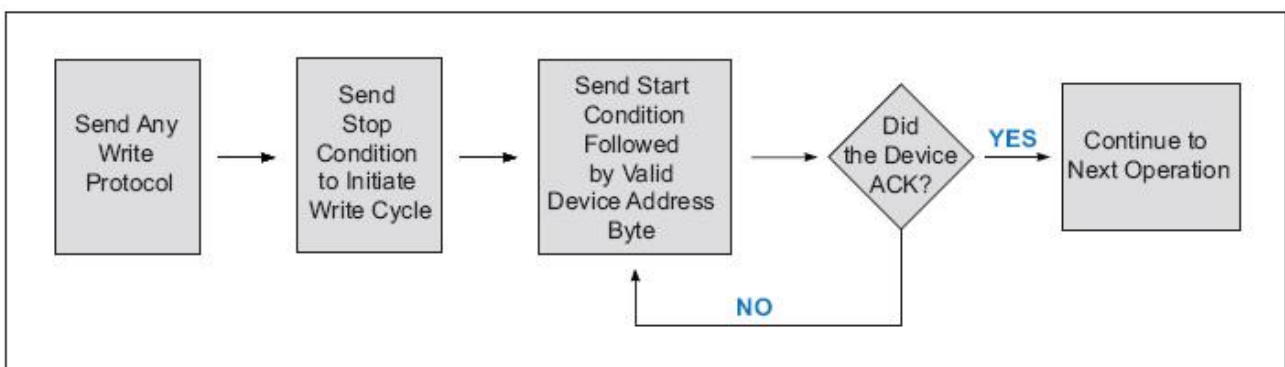 Send Any
Write
Protocol
Send
Stop
Condition
to Initiate
Write Cycle
Send Start
Condition
Followed
by Valid
Device Address
Byte
Did
the Device
ACK?
YES
Continue to
Next Operation
NO